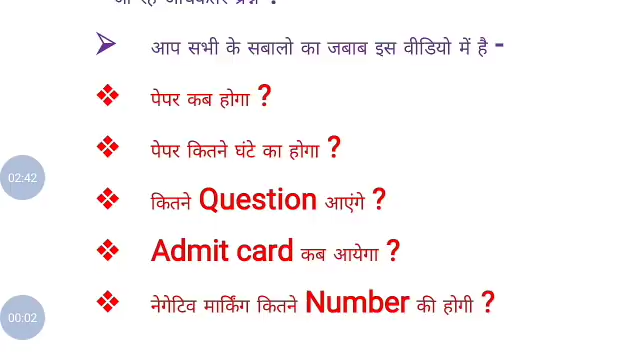 आप सभी के सबालो का जबाब इस वीडियो में है -
पेपर कब होगा ?
पेपर कितने घंटे का होगा ?
02:42
कितने Question आएंगे ?
Admit card कब आयेगा ?
नेगेटिव मार्किंग कितने Number की होगी ?
00:02